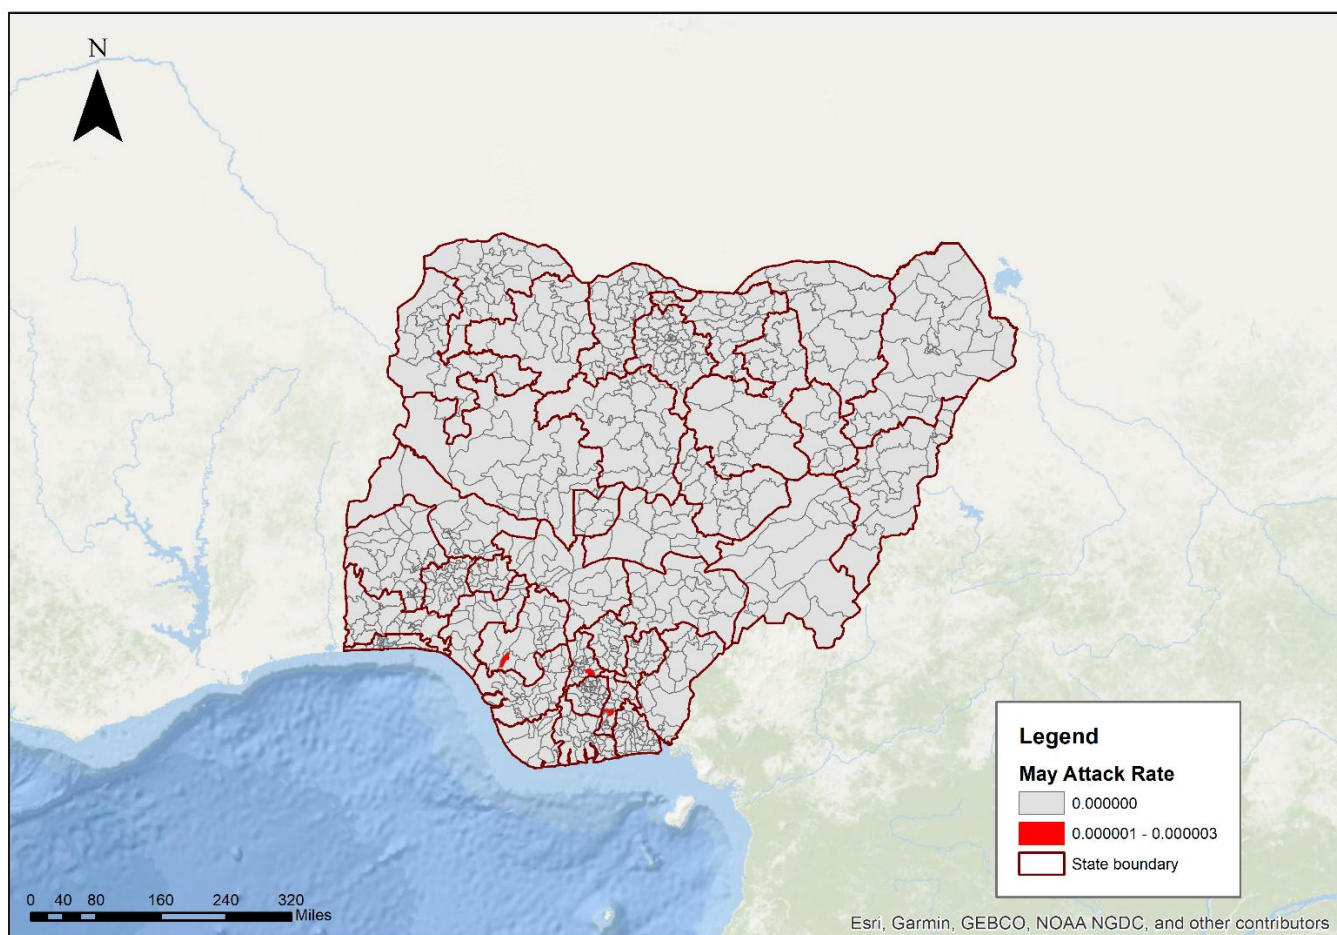 N
Legend
May Attack Rate
0.000000
0.000001 - 0.000003
State boundary
0 40 80 160 240 320
Miles
Esri, Garmin, GEBCO, NOAA NGDC, and other contributors